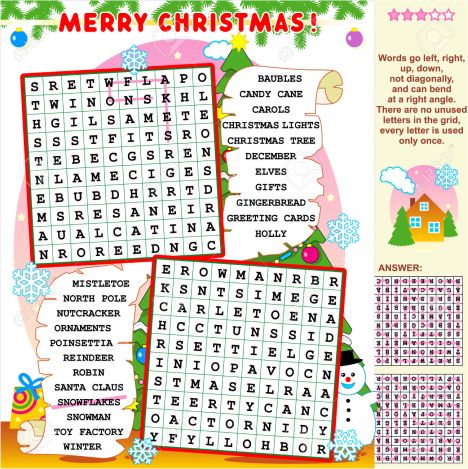 MERRY CHRISTMAS!
Words go left, right,
up, down,
not diagonally,
and can bend
at a right angle.
There are no unused
letters in the grid,
every letter is used
only once.
S R E T W F L A P O
T W I N O N S K H L
H G I L S A M E T E
S S S T F I T S R O
T E B E C G S R E N
N L A M E C I G E S
E B U B D H R R T D
M S R E S A N E I R
A U A L C A T I N A
N R O R E E D N G C
BAUBLES
CANDY CANE
CAROLS
CHRISTMAS LIGHTS
CHRISTMAS TREE
DECEMBER
ELVES
GIFTS
GINGERBREAD
GREETING CARDS
HOLLY
MISTLETOE
NORTH POLE
NUTCRACKER
ORNAMENTS
POINSETTIA
REINDEER
ROBIN
SANTA CLAUS
SNOWFLAKES
SNOWMAN
TOY FACTORY
WINTER
E R O W M A N R B R
K S N T S I M E G E
C A R L E T O E N A
H C C T U N S S I D
R S E T T I E L G E
I N I O P A E V C N
S T M A S E L R A A
T E E R T Y C A N C
O A C T O R N I D Y
Y F Y L L O H B O R
ANSWER: